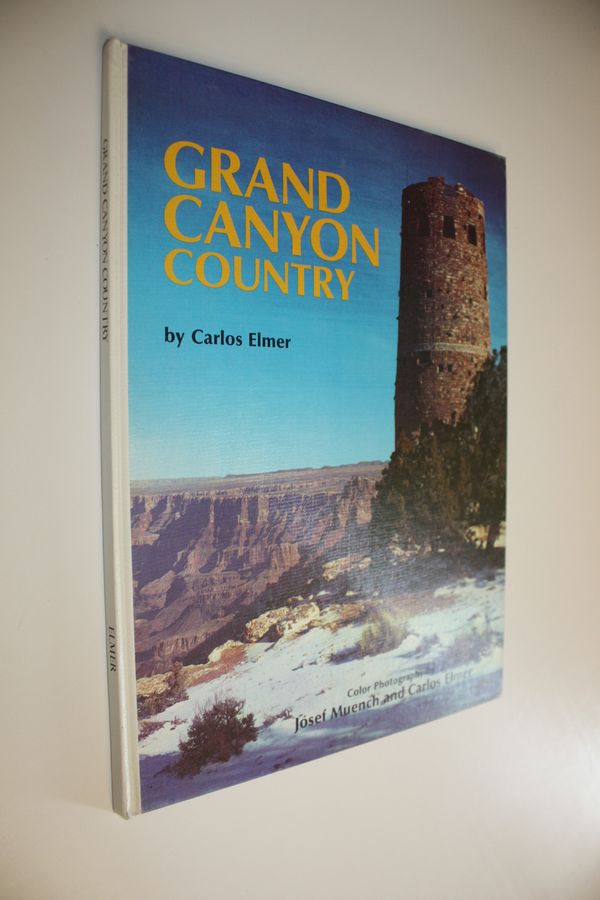 GRAND CANYON COUNTRY
ELMER
GRAND
CANYON
COUNTRY
by Carlos Elmer
Color Photographs
Josef Muench and Carlos Elmer